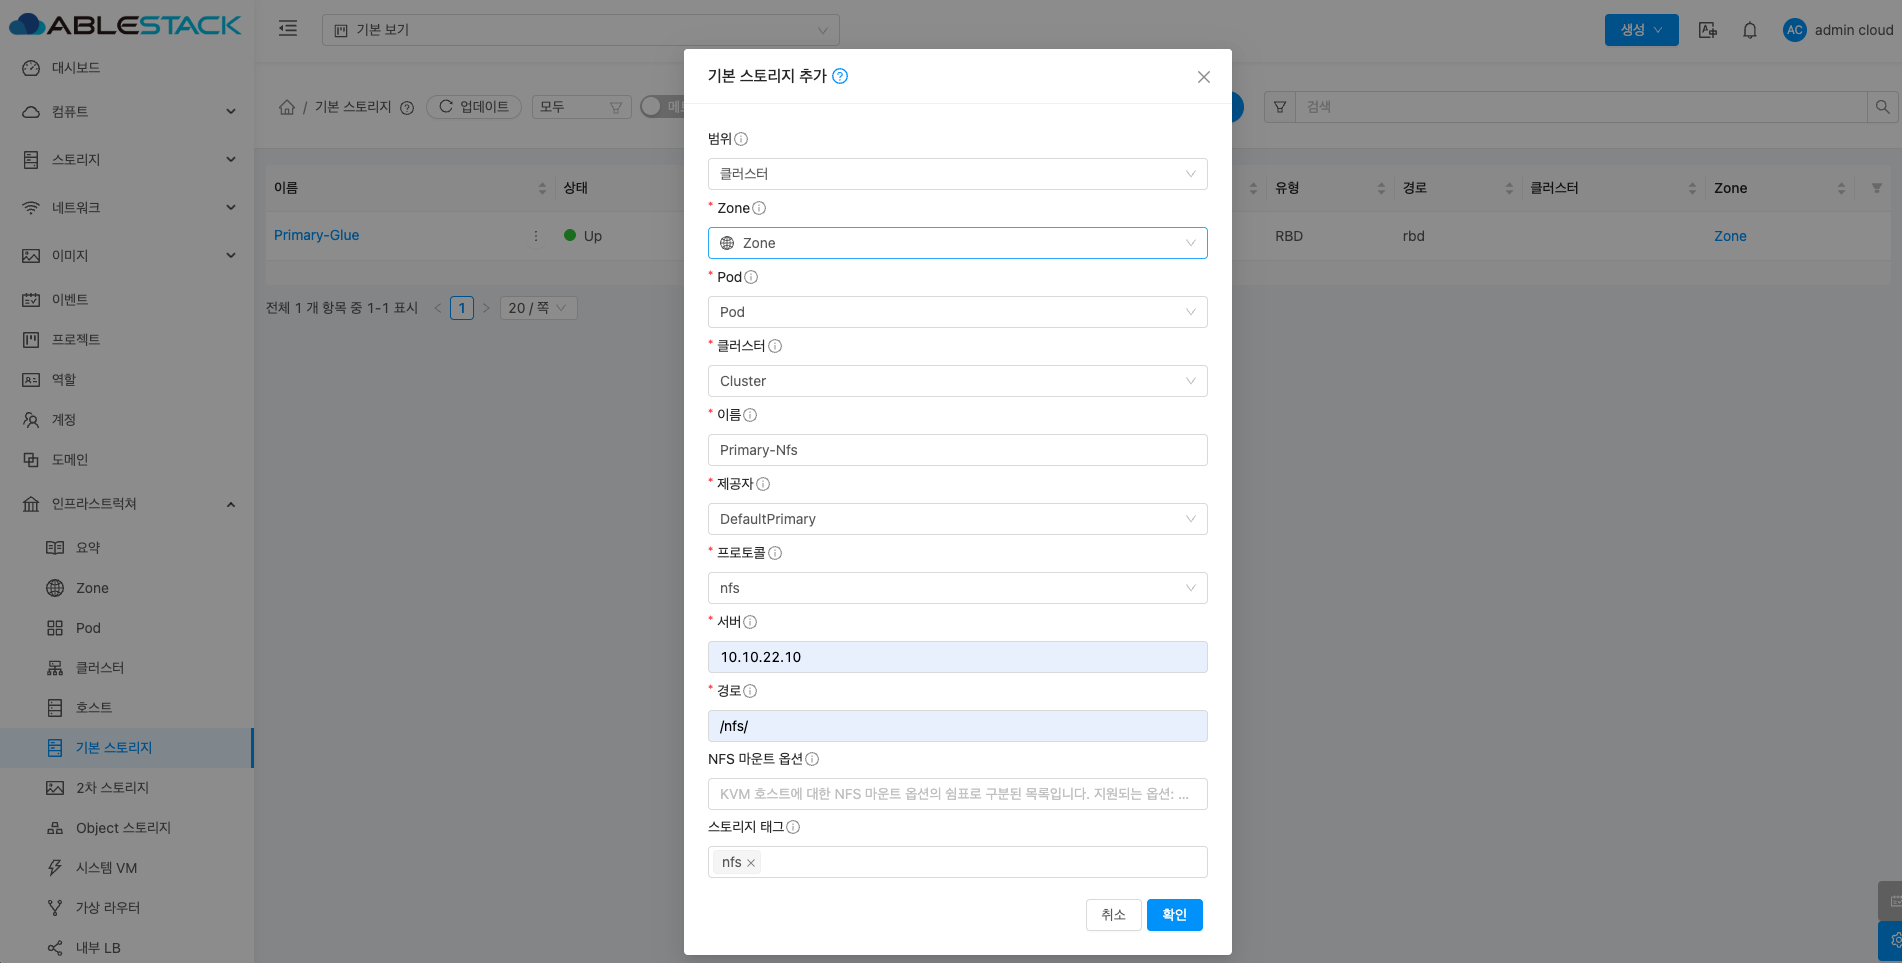 ABLESTACK
기본 보기
생성
AC
admin cloud
대시보드
컴퓨트
스토리지
네트워크
이미지
이벤트
프로젝트
역할
계정
도메인
인프라스트럭쳐
요약
Zone
Pod
클러스터
호스트
기본 스토리지
2차 스토리지
Object 스토리지
시스템 VM
가상 라우터
내부 LB
/ 기본 스토리지
업데이트
모두
검색
이름
상태
유형
경로
클러스터
Zone
Primary-Glue
Up
RBD
rbd
Zone
전체 1 개 항목 중 1-1 표시
1
20 / 쪽
기본 스토리지 추가
범위
클러스터
* Zone
Zone
* Pod
Pod
* 클러스터
Cluster
* 이름
Primary-Nfs
* 제공자
DefaultPrimary
* 프로토콜
nfs
* 서버
10.10.22.10
* 경로
/nfs/
NFS 마운트 옵션
KVM 호스트에 대한 NFS 마운트 옵션의 쉼표로 구분된 목록입니다. 지원되는 옵션: ...
스토리지 태그
nfs
취소
확인